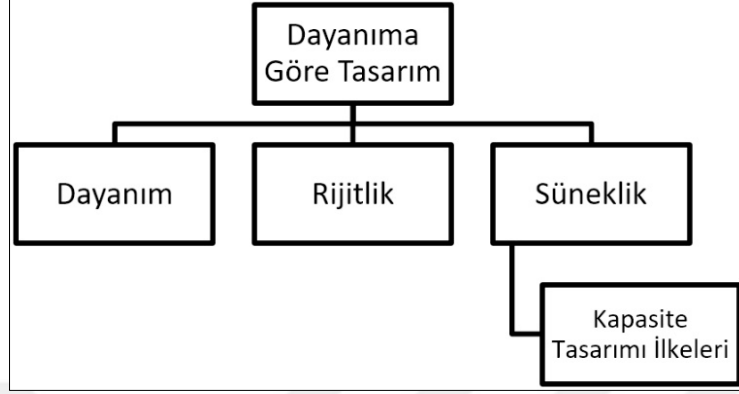 Dayanıma
Göre Tasarım
Dayanım
Rijitlik
Süneklik
Kapasite
Tasarımı İlkeleri